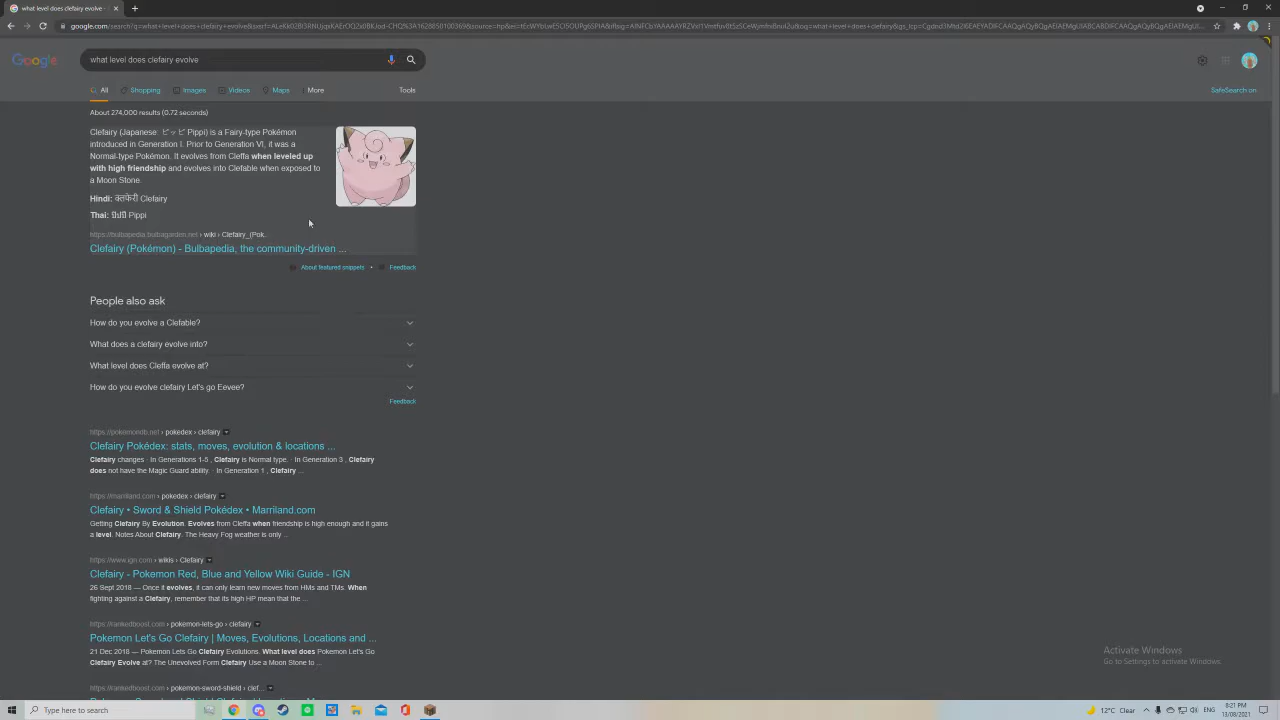 what level does clefairy evolve -
google.com
Google
what level does clefairy evolve
All Shopping Images Videos Maps More Tools
SafeSearch on
About 274,000 results (0.72 seconds)
Clefairy (Japanese: ピッピ Pippi) is a Fairy-type Pokémon
introduced in Generation I. Prior to Generation VI, it was a
Normal-type Pokémon. It evolves from Cleffa when leveled up
with high friendship and evolves into Clefable when exposed to
a Moon Stone
Hindi: Clefairy
Thai: Pippi
https://bulbapedia.bulbagarden.net › wiki › Clefairy_(Pok...
Clefairy (Pokémon) - Bulbapedia, the community-driven ...
About featured snippets • Feedback
People also ask
How do you evolve a Clefable?
What does a clefairy evolve into?
What level does Cleffa evolve at?
How do you evolve clefairy Let's go Eevee?
Feedback
https://pokemondb.net › pokedex › clefairy
Clefairy Pokédex: stats, moves, evolution & locations ...
Clefairy changes · In Generations 1-5 , Clefairy is Normal type. · In Generation 3 , Clefairy
does not have the Magic Guard ability · In Generation 1 , Clefairy ...
https://marriland.com › pokedex › clefairy
Clefairy • Sword & Shield Pokédex • Marriland.com
Getting Clefairy By Evolution. Evolves from Cleffa when friendship is high enough and it gains
a level. Notes About Clefairy. The Heavy Fog weather is only ...
https://www.ign.com › wikis › Clefairy
Clefairy - Pokemon Red, Blue and Yellow Wiki Guide - IGN
26 Sept 2018 — Once it evolves, it can only learn new moves from HMs and TMs. When
fighting against a Clefairy, remember that its high HP mean that the ...
https://rankedboost.com › pokemon-lets-go › clefairy
Pokemon Let's Go Clefairy | Moves, Evolutions, Locations and ...
21 Dec 2018 — Pokemon Lets Go Clefairy Evolutions. What level does Pokemon Let's Go
Clefairy Evolve at? The Unevolved Form Clefairy Use a Moon Stone to ...
https://rankedboost.com › pokemon-sword-shield › clef...
Activate Windows
Go to Settings to activate Windows.
Type here to search
12°C Clear
ENG
8:21 PM
13/08/2021